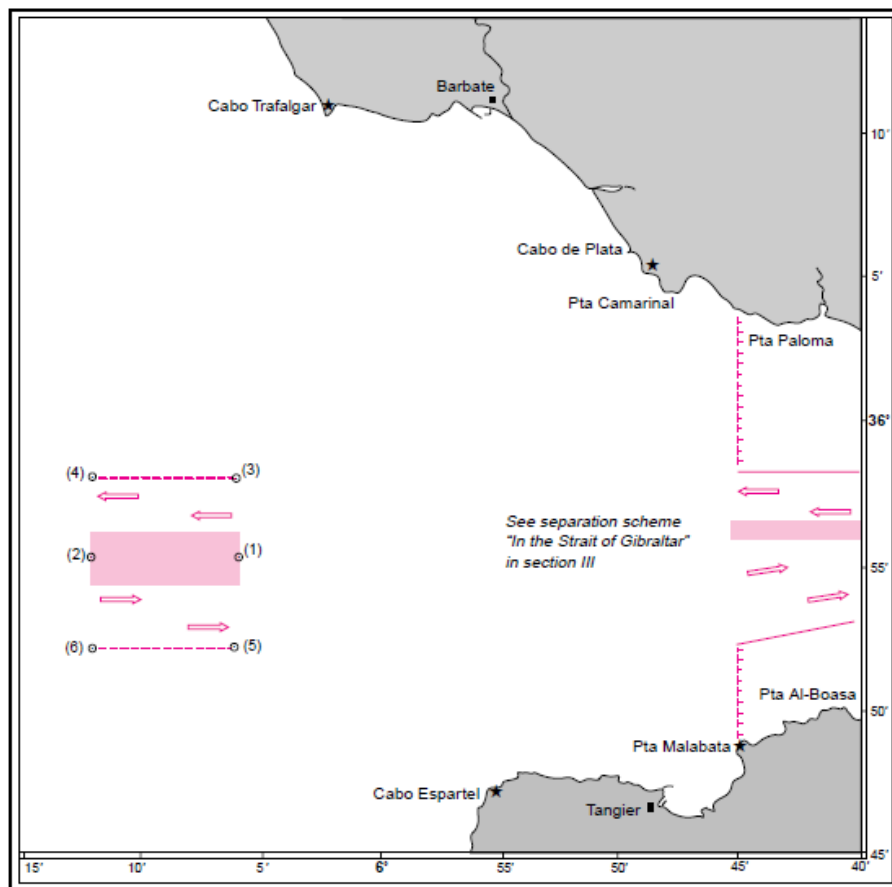 Barbate
Cabo Trafalgar
10′
Cabo de Plata
5′
Pta Camarinal
Pta Paloma
36°
(4)
(3)
See separation scheme
“In the Strait of Gibraltar”
in section III
(2)
(1)
55′
(6)
(5)
Pta Al-Boasa
50′
Pta Malabata
Cabo Espartel
Tangier
45′
15′
10′
5′
6°
55′
50′
45′
40′